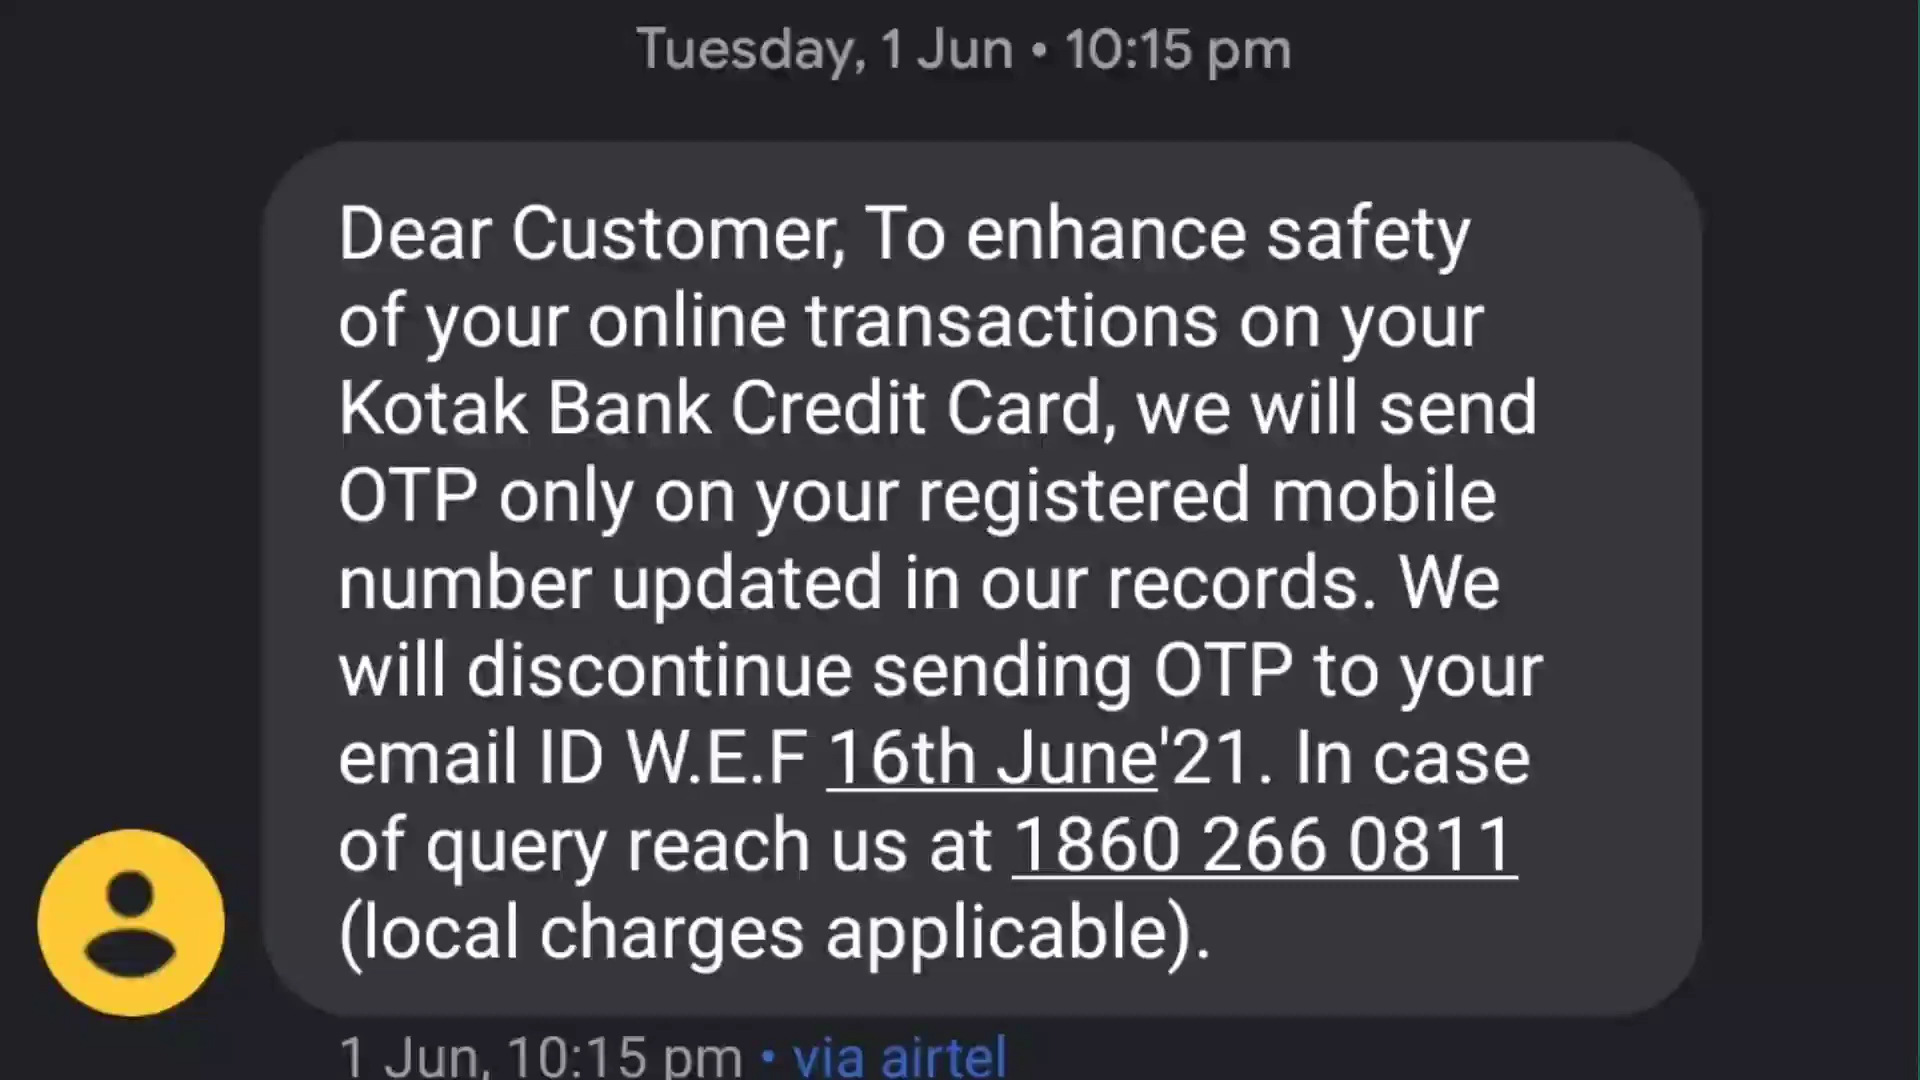 Tuesday, 1 Jun • 10:15 pm
Dear Customer, To enhance safety
of your online transactions on your
Kotak Bank Credit Card, we will send
OTP only on your registered mobile
number updated in our records. We
will discontinue sending OTP to your
email ID W.E.F 16th June'21. In case
of query reach us at 1860 266 0811
(local charges applicable).
1 Jun, 10:15 pm • via airtel